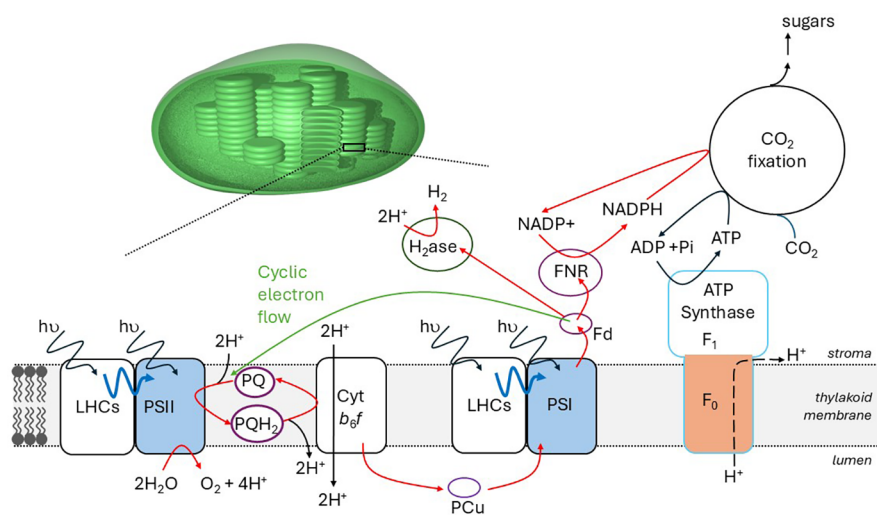 sugars
CO2
fixation
H2
2H+
H2ase
NADP+
NADPH
FNR
ADP +Pi
ATP
CO2
Cyclic
electron
flow
Fd
ATP
Synthase
F1
hυ
hυ
2H+
2H+
hυ
hυ
H+
stroma
LHCs
PSII
PQ
PQH2
Cyt
b6f
LHCs
PSI
F0
thylakoid
membrane
lumen
2H2O
O2 + 4H+
2H+
2H+
PCu
H+